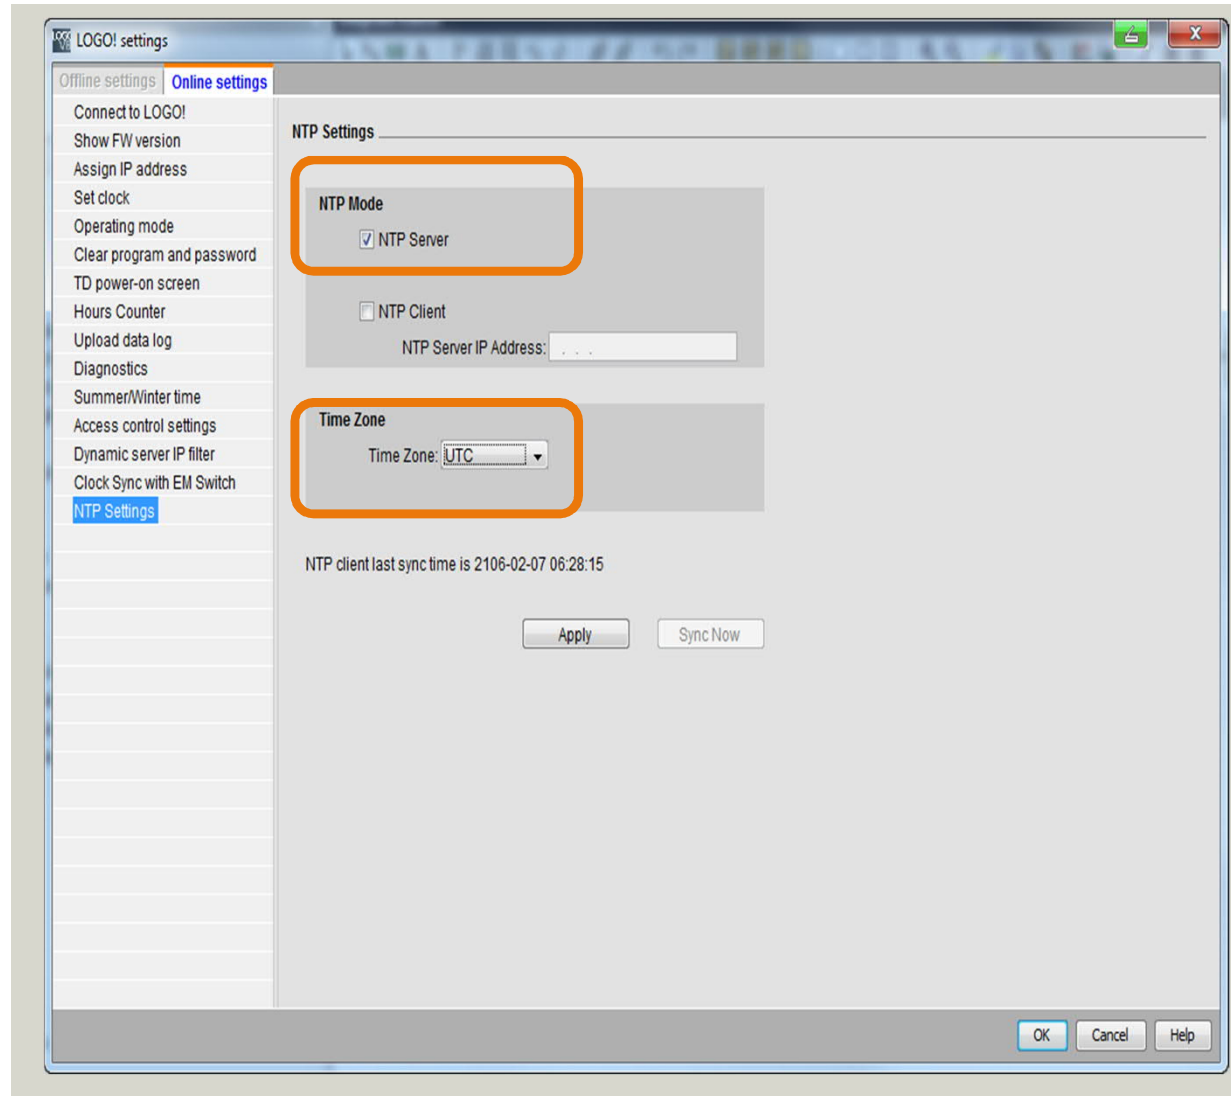 LOGO! settings
X
Offline settings
Online settings
Connect to LOGO!
Show FW version
Assign IP address
Set clock
Operating mode
Clear program and password
TD power-on screen
Hours Counter
Upload data log
Diagnostics
Summer/Winter time
Access control settings
Dynamic server IP filter
Clock Sync with EM Switch
NTP Settings
NTP Settings
NTP Mode
NTP Server
NTP Client
NTP Server IP Address: . . .
Time Zone
Time Zone: UTC
NTP client last sync time is 2106-02-07 06:28:15
Apply
Sync Now
OK
Cancel
Help